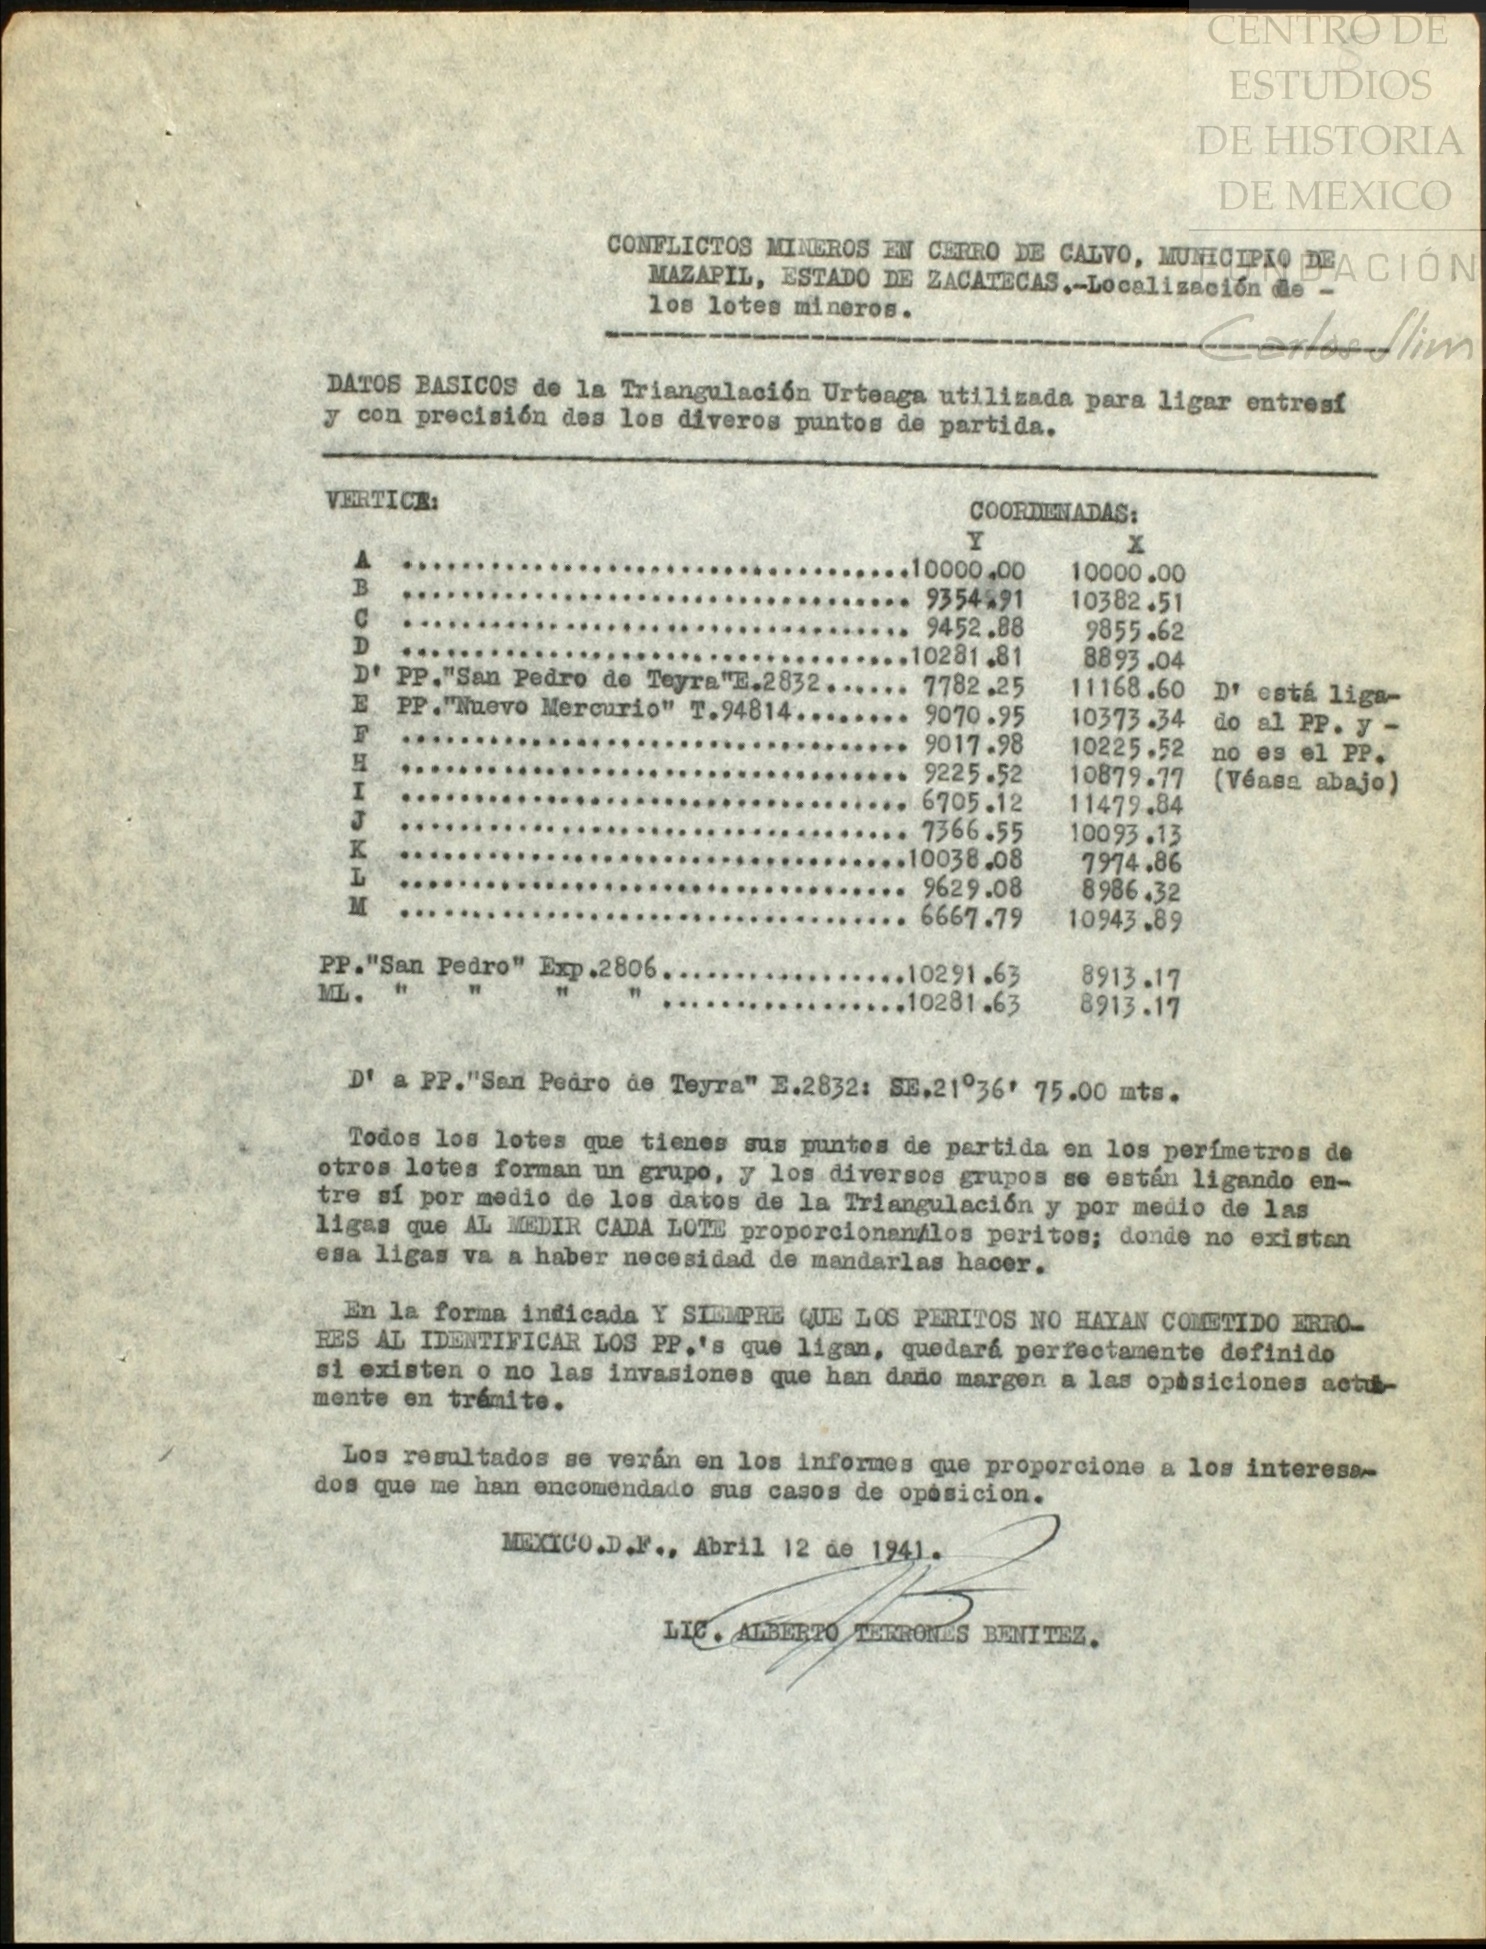 CENTRO DE
ESTUDIOS
DE HISTORIA
DE MEXICO
FUNDACIÓN
Carlos Slim
CONFLICTOS MINEROS EN CERRO DE CALVO, MUNICIPIO DE
MAZAPIL, ESTADO DE ZACATECAS.-Localización de -
los lotes mineros.
DATOS BASICOS de la Triangulación Urteaga utilizada para ligar entresí
y con precisión des los diveros puntos de partida.
VERTICE: COORDENADAS:
Y X
A ..................................10000.00 10000.00
B .................................. 9354.91 10382.51
C .................................. 9452.88 9855.62
D ..................................10281.81 8893.04
D' PP."San Pedro de Teyra"E.2832...... 7782.25 11168.60 D' está liga-
E PP."Nuevo Mercurio" T.94814........ 9070.95 10373.34 do al PP. y -
F .................................. 9017.98 10225.52 no es el PP.
H .................................. 9225.52 10879.77 (Véasa abajo)
I .................................. 6705.12 11479.84
J .................................. 7366.55 10093.13
K ..................................10038.08 7974.86
L .................................. 9629.08 8986.32
M .................................. 6667.79 10943.89
PP."San Pedro" Exp.2806.................10291.63 8913.17
ML. " " " " .................10281.63 8913.17
D' a PP."San Pedro de Teyra" E.2832: SE.21°36' 75.00 mts.
Todos los lotes que tienes sus puntos de partida en los perímetros de
otros lotes forman un grupo, y los diversos grupos se están ligando en-
tre sí por medio de los datos de la Triangulación y por medio de las
ligas que AL MEDIR CADA LOTE proporcionan/los peritos; donde no existan
esa ligas va a haber necesidad de mandarlas hacer.
En la forma indicada Y SIEMPRE QUE LOS PERITOS NO HAYAN COMETIDO ERRO-
RES AL IDENTIFICAR LOS PP.'s que ligan, quedará perfectamente definido
si existen o no las invasiones que han dado margen a las oposiciones actu-
mente en trámite.
Los resultados se verán en los informes que proporcione a los interesa-
dos que me han encomendado sus casos de oposicion.
MEXICO.D.F., Abril 12 de 1941.
LIC. ALBERTO TERRONES BENITEZ.